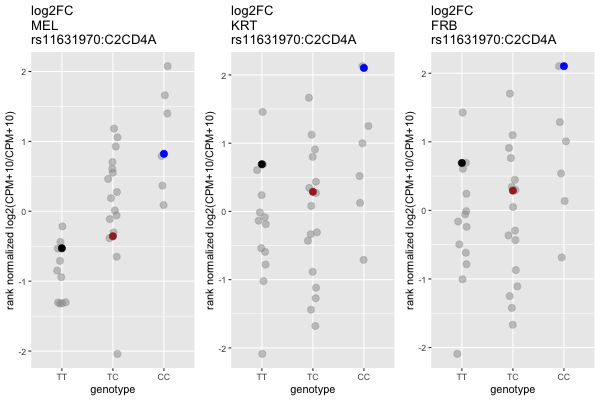 log2FC
MEL
rs11631970:C2CD4A
rank normalized log2(CPM+10/CPM+10)
2
1
0
-1
-2
TT
TC
CC
genotype
log2FC
KRT
rs11631970:C2CD4A
rank normalized log2(CPM+10/CPM+10)
2
1
0
-1
-2
TT
TC
CC
genotype
log2FC
FRB
rs11631970:C2CD4A
rank normalized log2(CPM+10/CPM+10)
2
1
0
-1
-2
TT
TC
CC
genotype